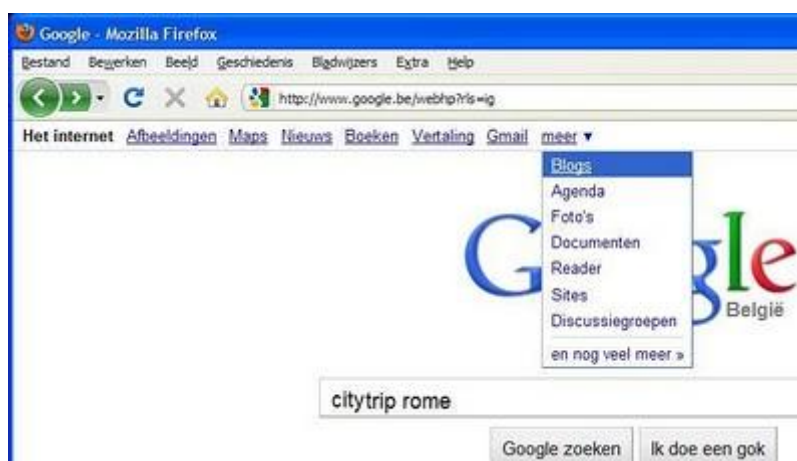 Google - Mozilla Firefox
Bestand Bewerken Beeld Geschiedenis Bladwijzers Extra Help
http://www.google.be/webhp?rls=ig
Het internet Afbeeldingen Maps Nieuws Boeken Vertaling Gmail meer ▼
Blogs
Agenda
Foto's
Documenten
Reader
Sites
Discussiegroepen
en nog veel meer »
Google
België
citytrip rome
Google zoeken Ik doe een gok